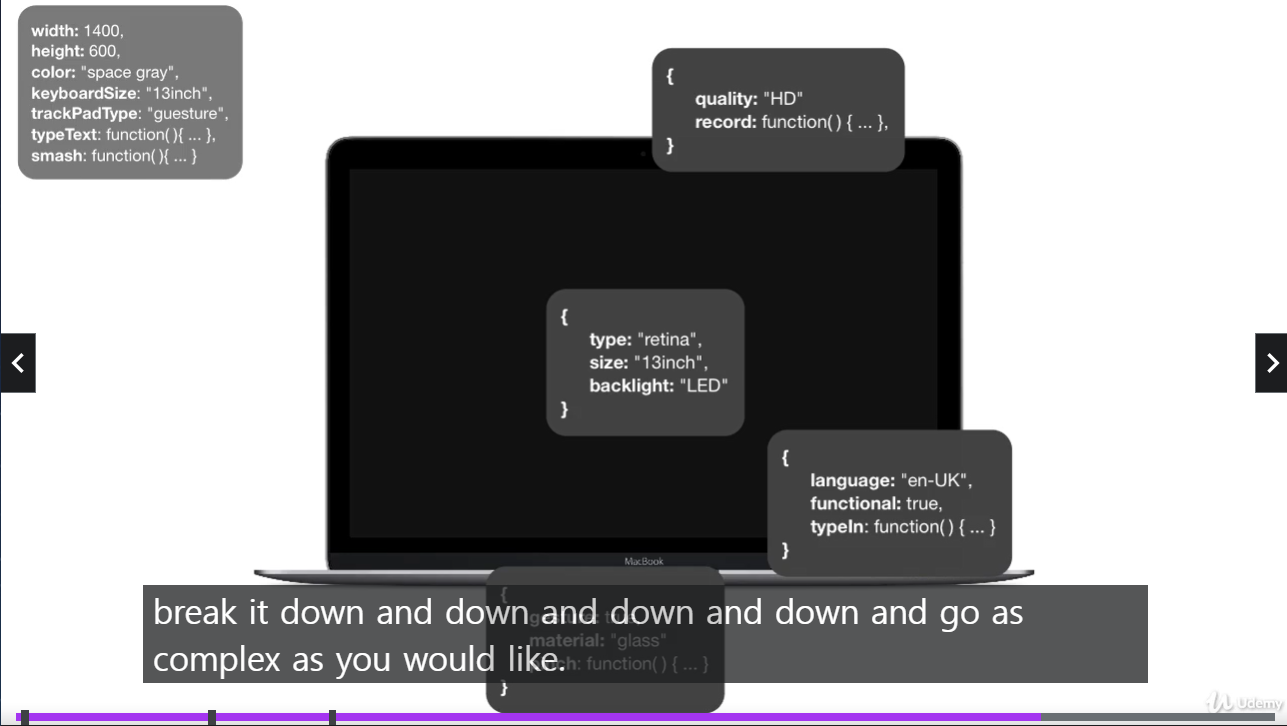 width: 1400,
height: 600,
color: "space gray",
keyboardSize: "13inch",
trackPadType: "guesture",
typeText: function(){ ... },
smash: function(){ ... }
{
quality: "HD"
record: function() { ... },
}
{
type: "retina",
size: "13inch",
backlight: "LED"
}
{
language: "en-UK",
functional: true,
typeIn: function() { ... }
}
MacBook
{
material: "glass"
function() { ... }
}
break it down and down and down and down and go as
complex as you would like.
Udemy